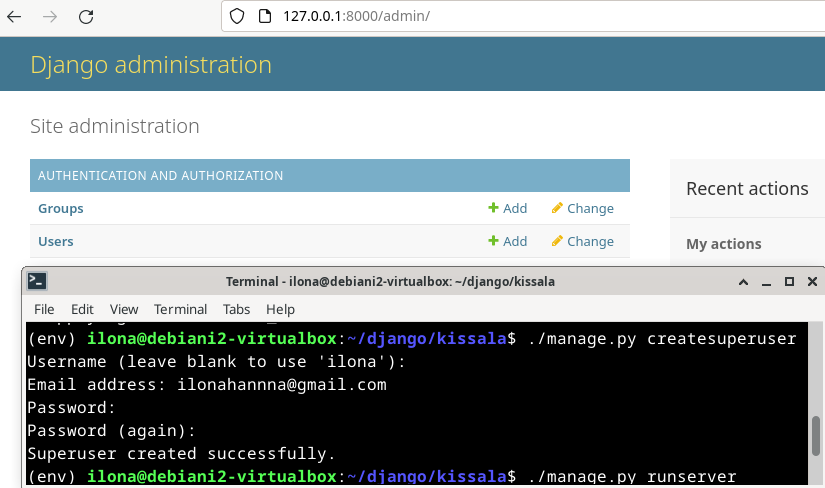 127.0.0.1:8000/admin/
Django administration
Site administration
AUTHENTICATION AND AUTHORIZATION
Groups Add Change
Users Add Change
Recent actions
My actions
Terminal - ilona@debiani2-virtualbox: ~/django/kissala
File Edit View Terminal Tabs Help
(env) ilona@debiani2-virtualbox:~/django/kissala$ ./manage.py createsuperuser
Username (leave blank to use 'ilona'):
Email address: ilonahannna@gmail.com
Password:
Password (again):
Superuser created successfully.
(env) ilona@debiani2-virtualbox:~/django/kissala$ ./manage.py runserver